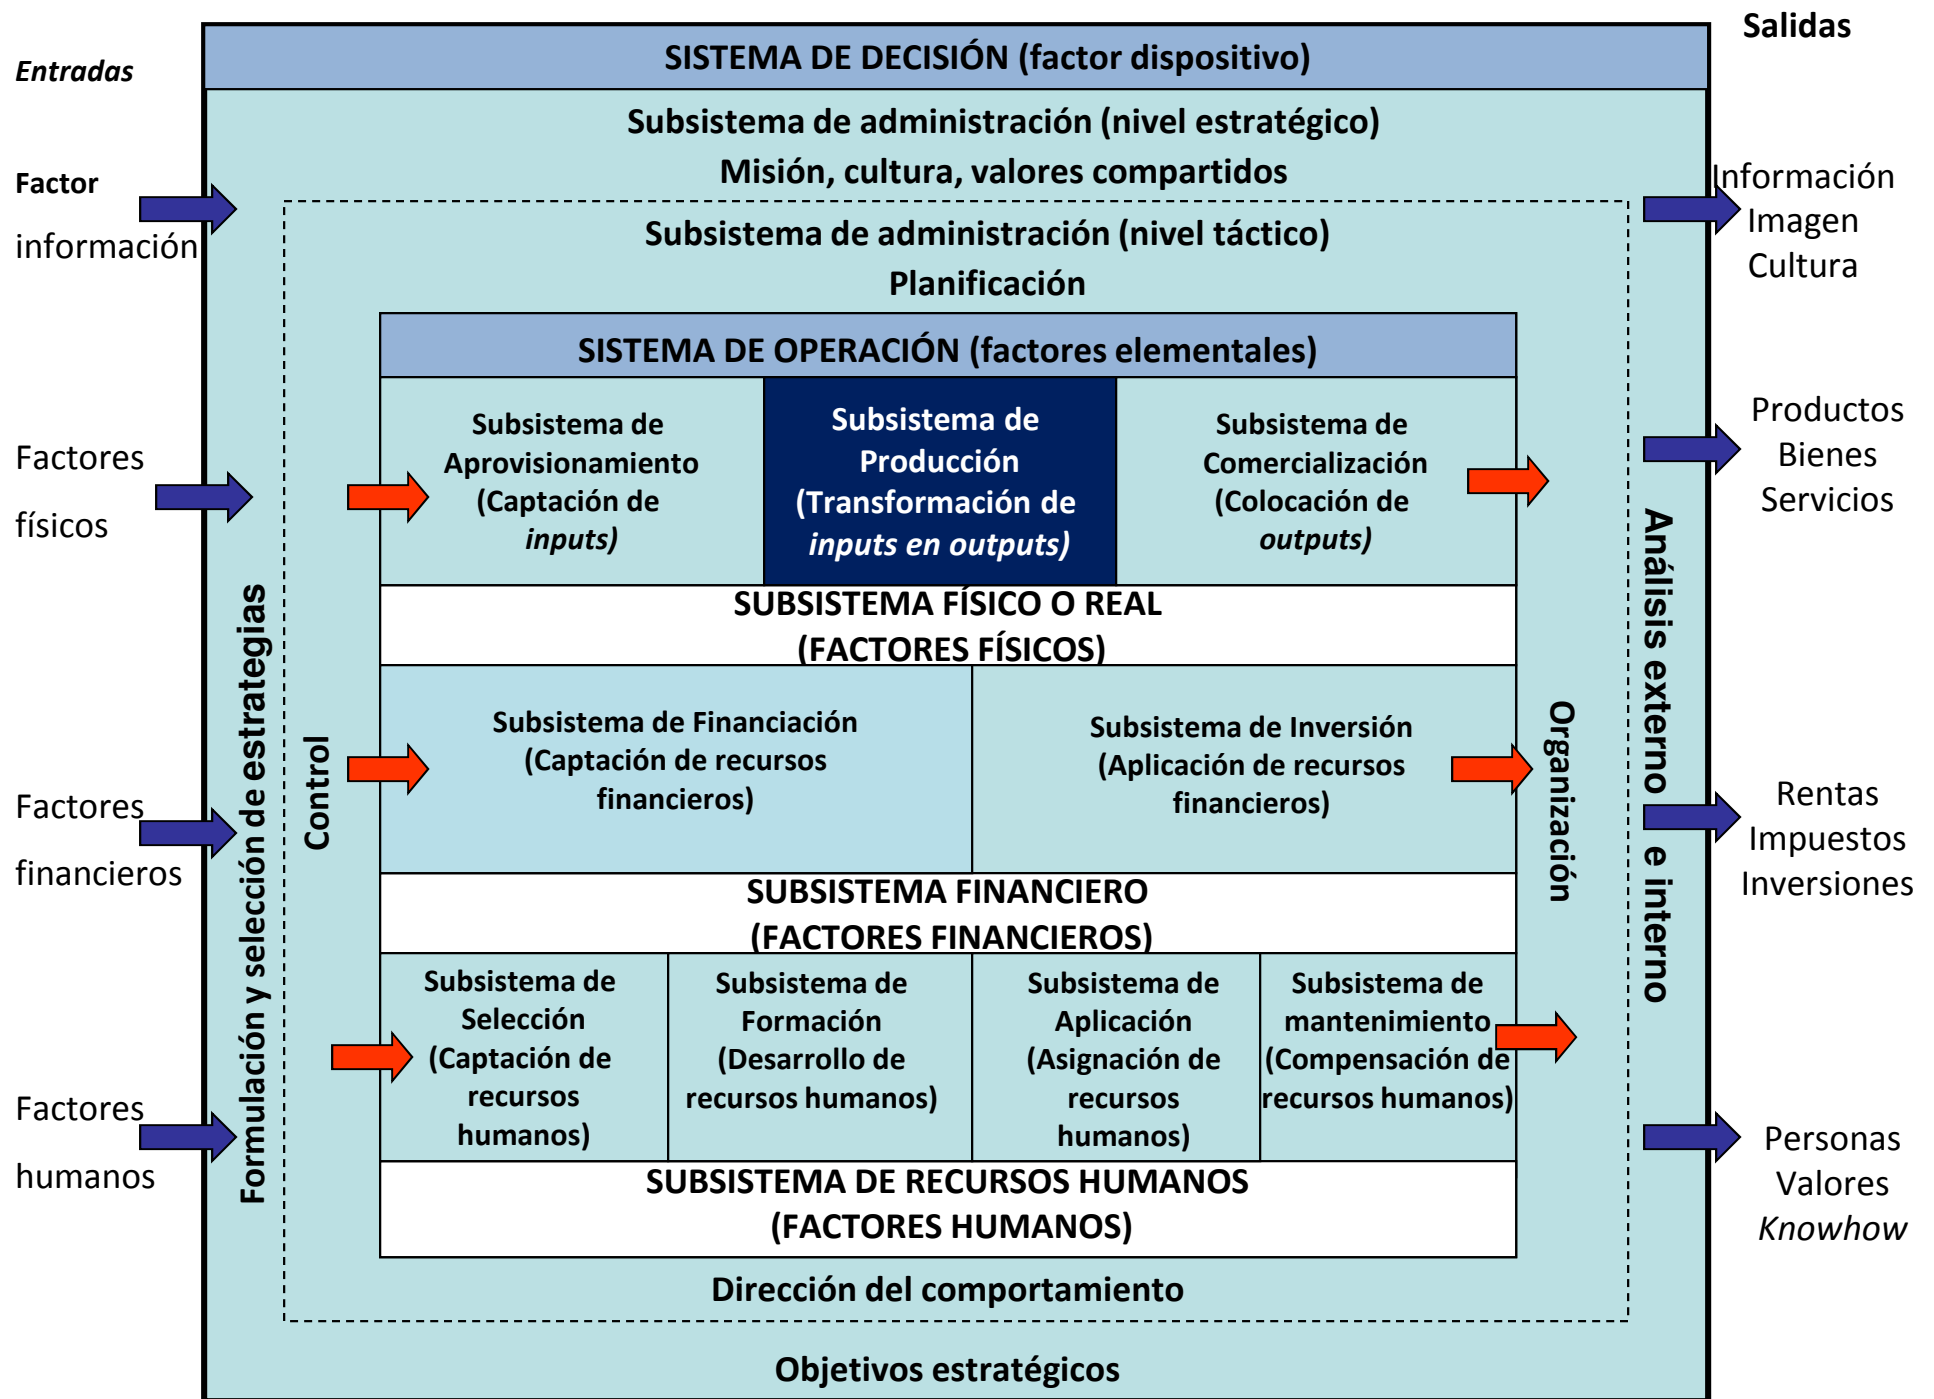 Salidas
Entradas
SISTEMA DE DECISIÓN (factor dispositivo)
Subsistema de administración (nivel estratégico)
Misión, cultura, valores compartidos
Factor
información
Información
Imagen
Cultura
Subsistema de administración (nivel táctico)
Planificación
SISTEMA DE OPERACIÓN (factores elementales)
Factores
físicos
Subsistema de
Aprovisionamiento
(Captación de
inputs)
Subsistema de
Producción
(Transformación de
inputs en outputs)
Subsistema de
Comercialización
(Colocación de
outputs)
Productos
Bienes
Servicios
SUBSISTEMA FÍSICO O REAL
(FACTORES FÍSICOS)
Formulación y selección de estrategias
Control
Subsistema de Financiación
(Captación de recursos
financieros)
Subsistema de Inversión
(Aplicación de recursos
financieros)
Organización
Análisis externo e interno
Factores
financieros
Rentas
Impuestos
Inversiones
SUBSISTEMA FINANCIERO
(FACTORES FINANCIEROS)
Subsistema de
Selección
(Captación de
recursos
humanos)
Subsistema de
Formación
(Desarrollo de
recursos humanos)
Subsistema de
Aplicación
(Asignación de
recursos
humanos)
Subsistema de
mantenimiento
(Compensación de
recursos humanos)
Factores
humanos
Personas
Valores
Knowhow
SUBSISTEMA DE RECURSOS HUMANOS
(FACTORES HUMANOS)
Dirección del comportamiento
Objetivos estratégicos